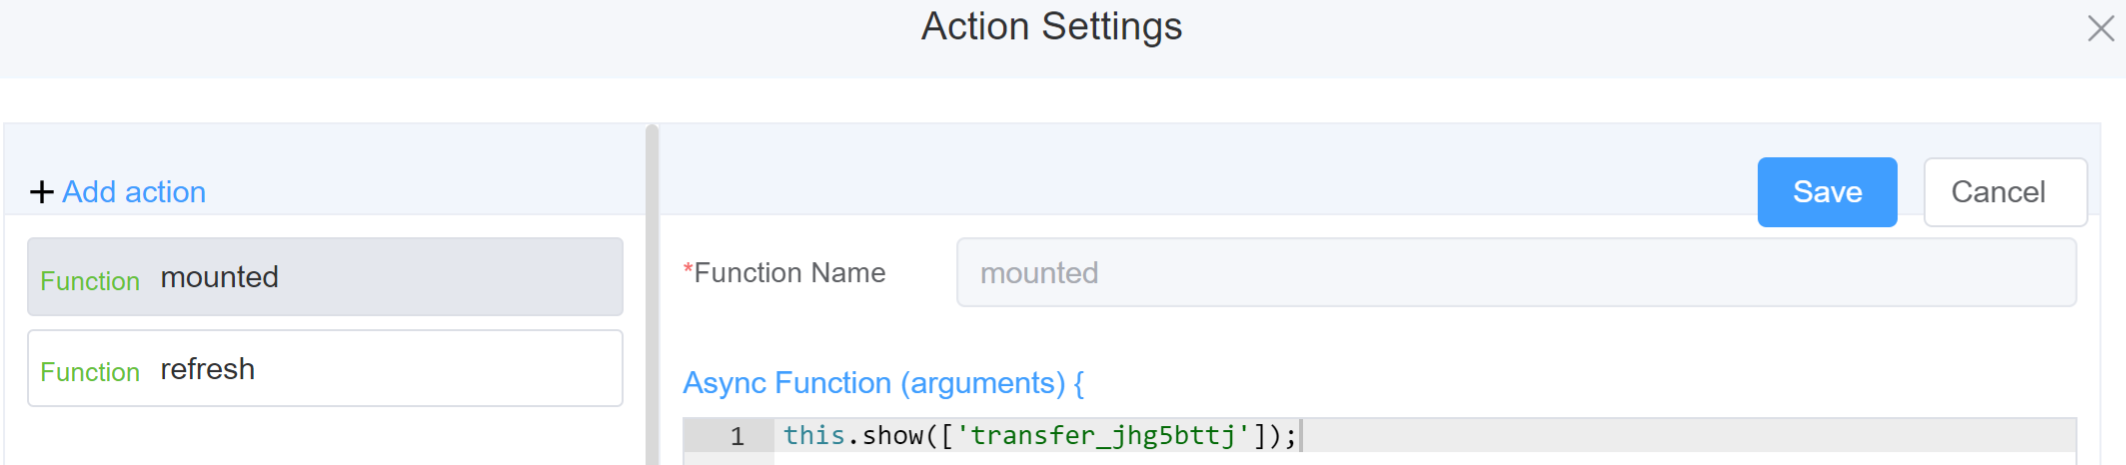 Action Settings
+ Add action
Save
Cancel
Function mounted
Function refresh
*Function Name
mounted
Async Function (arguments) {
1 this.show(['transfer_jhg5bttj']);